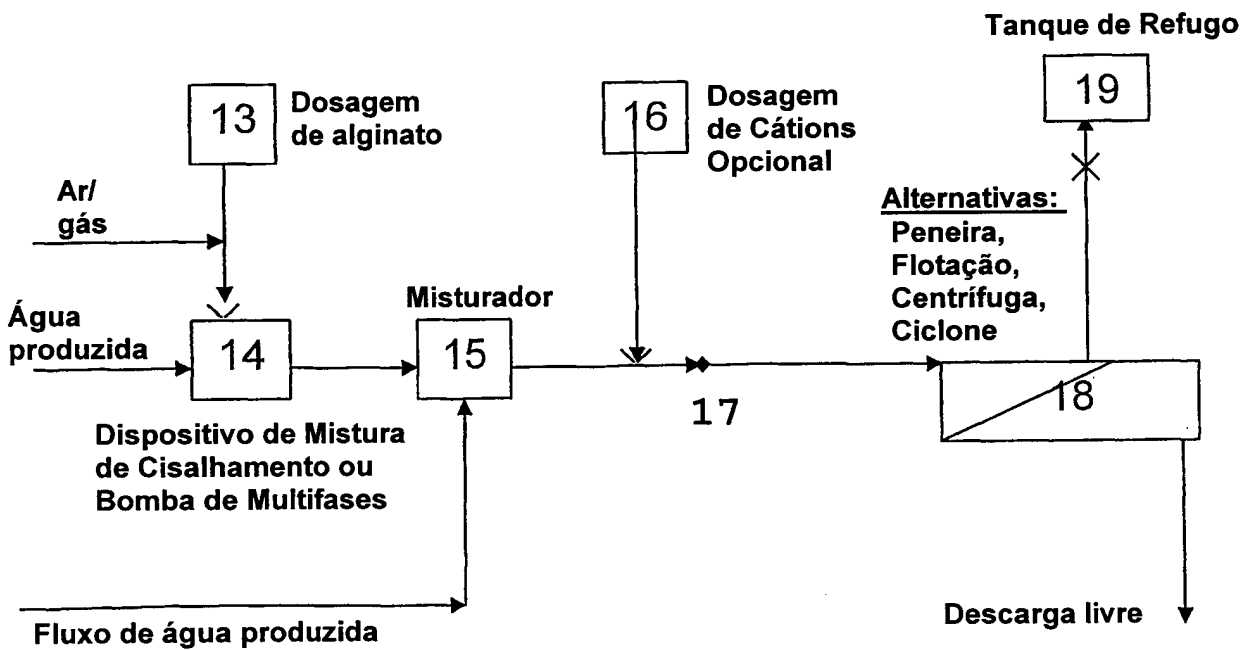 Tanque de Refugo
19
13
Dosagem
de alginato
16
Dosagem
de Cátions
Opcional
Ar/
gás
Alternativas:
Peneira,
Flotação,
Centrífuga,
Ciclone
Água
produzida
14
Misturador
15
17
18
Dispositivo de Mistura
de Cisalhamento ou
Bomba de Multifases
Fluxo de água produzida
Descarga livre